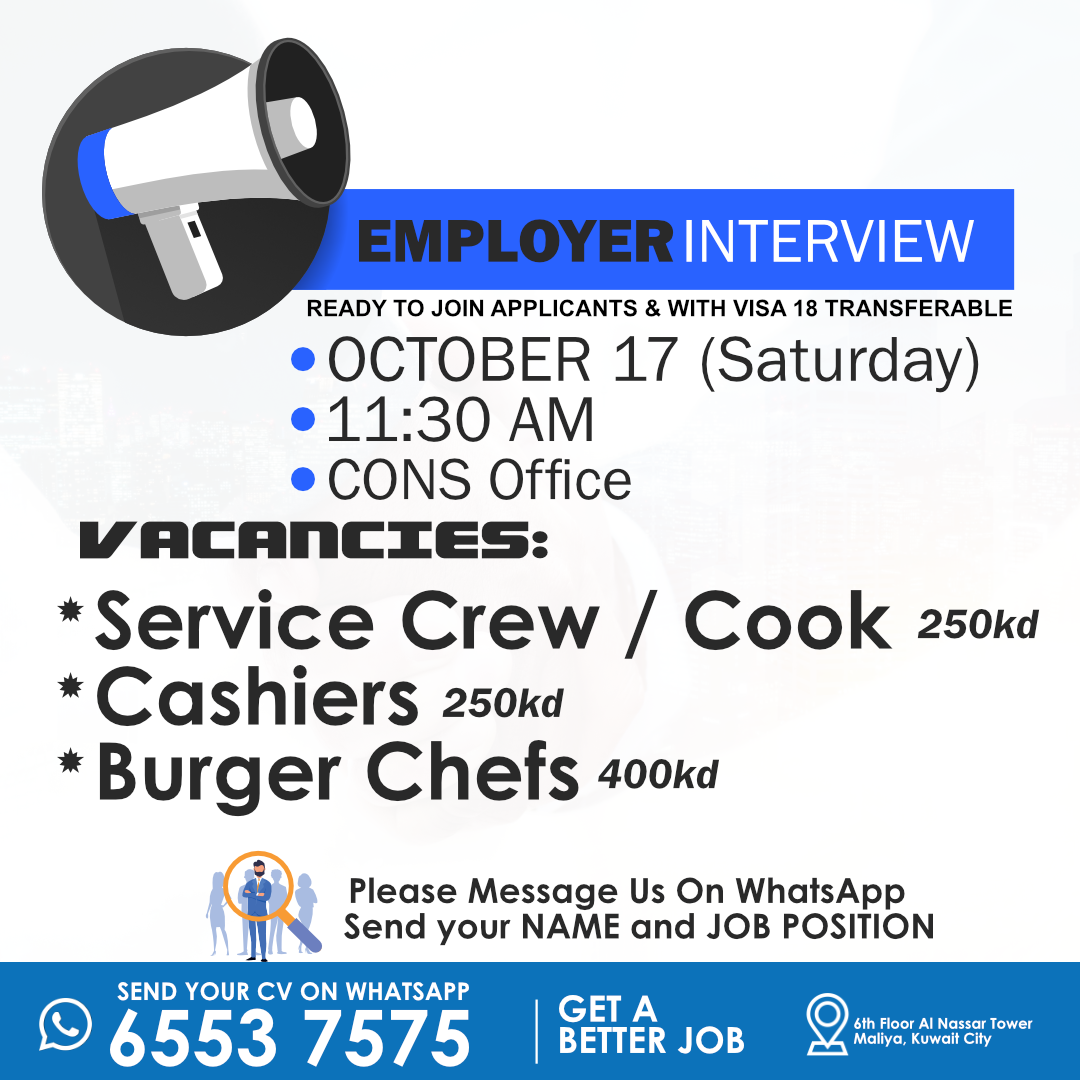 EMPLOYER INTERVIEW
READY TO JOIN APPLICANTS & WITH VISA 18 TRANSFERABLE
OCTOBER 17 (Saturday)
11:30 AM
CONS Office
VACANCIES:
* Service Crew / Cook 250kd
* Cashiers 250kd
* Burger Chefs 400kd
Please Message Us On WhatsApp
Send your NAME and JOB POSITION
SEND YOUR CV ON WHATSAPP
6553 7575
GET A
BETTER JOB
6th Floor Al Nassar Tower
Maliya, Kuwait City